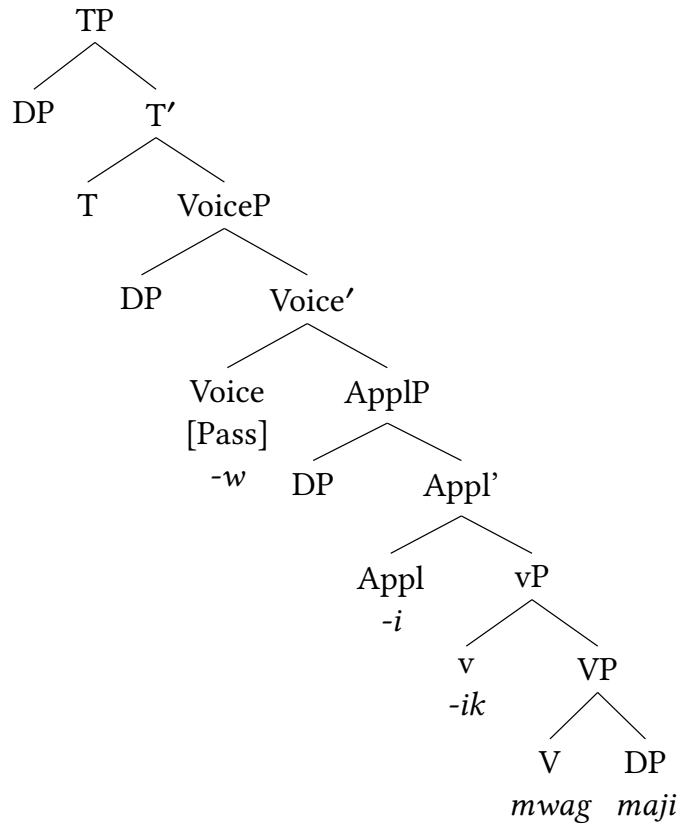 TP
DP T′
T VoiceP
DP Voice′
Voice ApplP
[Pass]
-w DP Appl’
Appl vP
-i
v VP
-ik
V DP
mwag maji